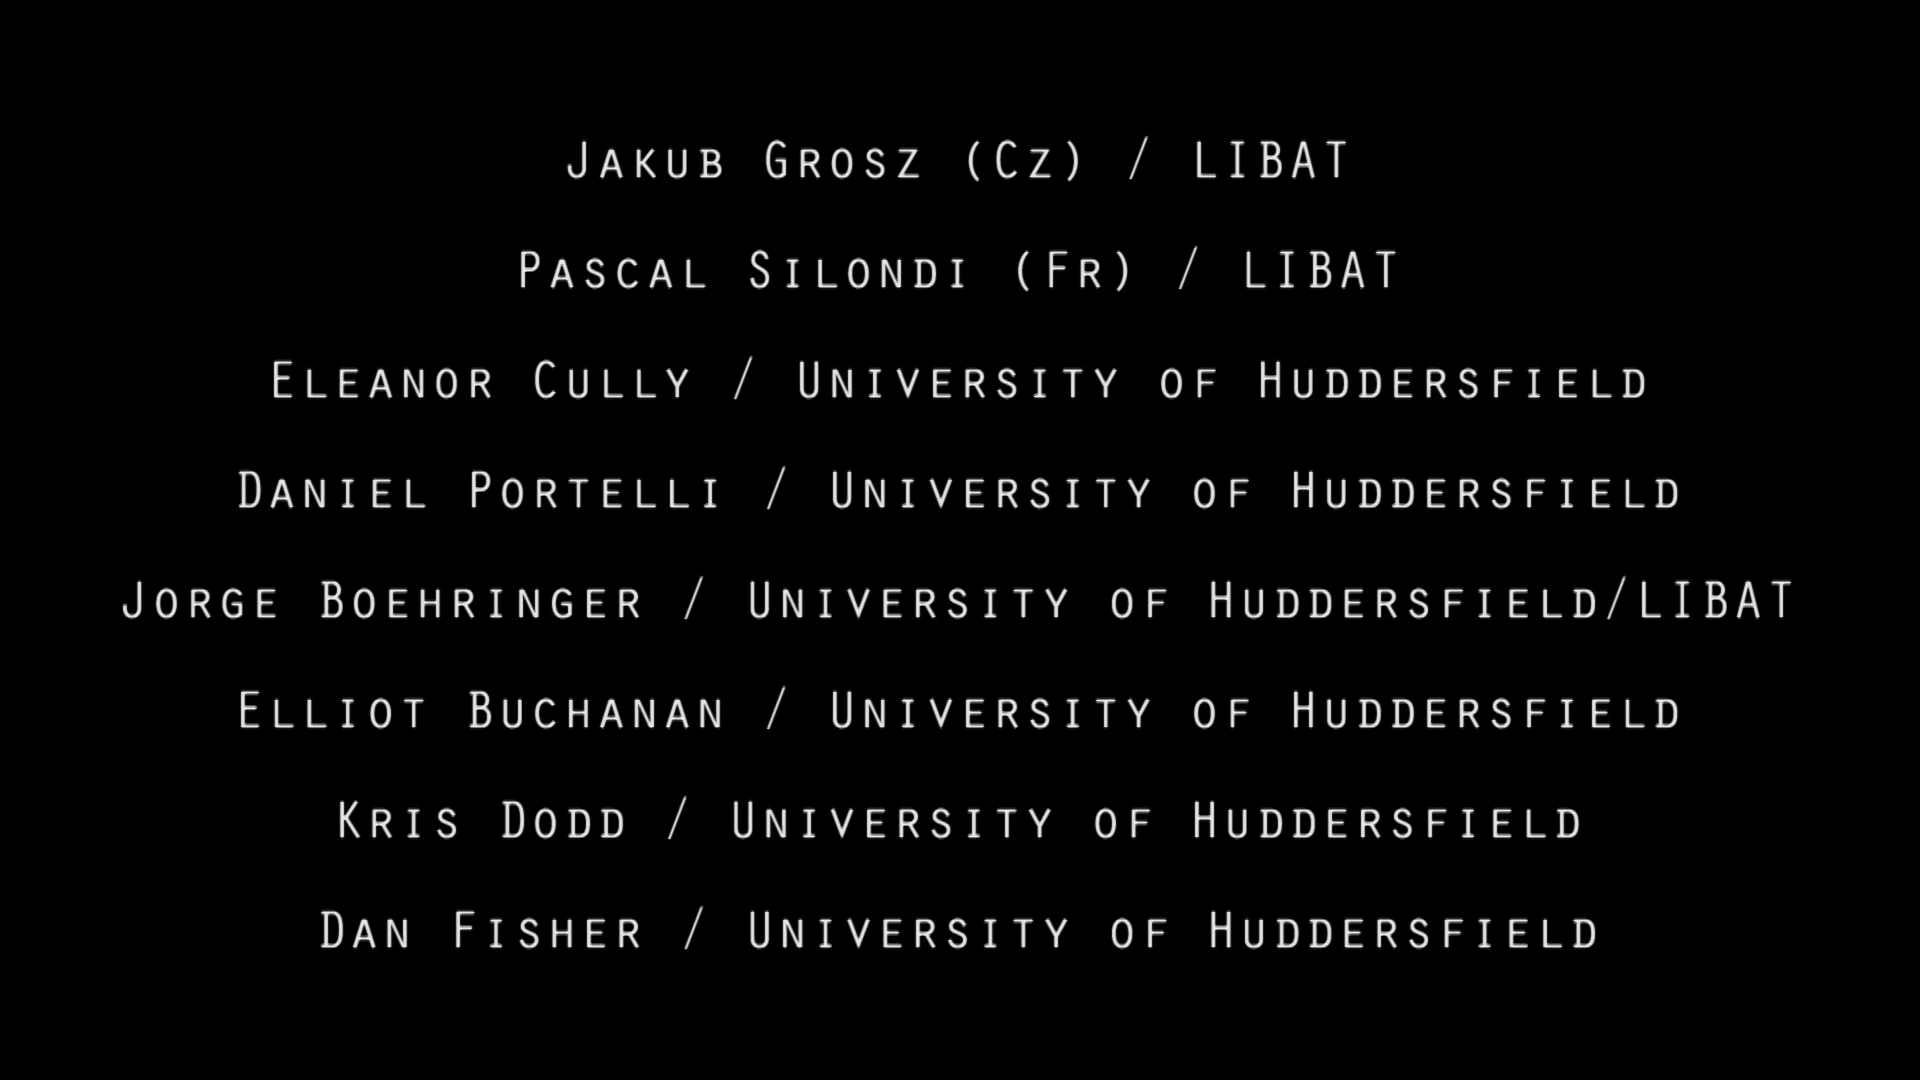 Jakub Grosz (Cz) / LIBAT
Pascal Silondi (Fr) / LIBAT
Eleanor Cully / University of Huddersfield
Daniel Portelli / University of Huddersfield
Jorge Boehringer / University of Huddersfield/LIBAT
Elliot Buchanan / University of Huddersfield
Kris Dodd / University of Huddersfield
Dan Fisher / University of Huddersfield